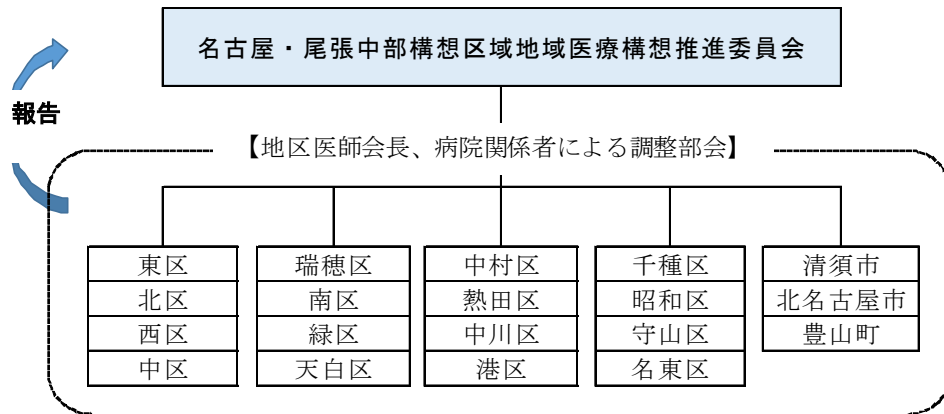 名古屋・尾張中部構想区域地域医療構想推進委員会
報告
【地区医師会長、病院関係者による調整部会】
東区
北区
西区
中区
瑞穂区
南区
緑区
天白区
中村区
熱田区
中川区
港区
千種区
昭和区
守山区
名東区
清須市
北名古屋市
豊山町